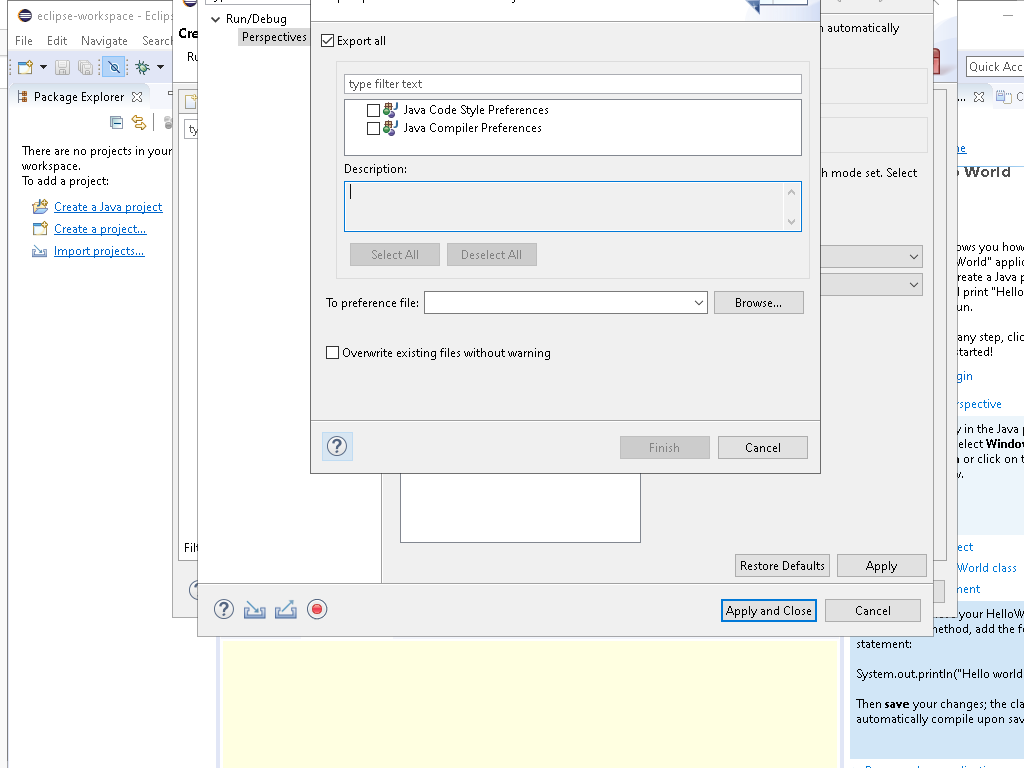 eclipse-workspace - Eclips
File Edit Navigate Search
Quick Acc
Package Explorer
There are no projects in your
workspace.
To add a project:
Create a Java project
Create a project...
Import projects...
Cre
Ru
ty
Filt
Run/Debug
Perspectives
Export all
type filter text
Java Code Style Preferences
Java Compiler Preferences
Description:
Select All
Deselect All
To preference file:
Browse...
Overwrite existing files without warning
Finish
Cancel
automatically
h mode set. Select
Restore Defaults
Apply
Apply and Close
Cancel
... C
ne
o World
ows you how
World" applic
reate a Java p
l print "Hello
un.
any step, clic
started!
gin
rspective
y in the Java p
elect Windov
or click on t
w.
ect
World class
ment
your HelloW
method, add the fo
statement:
System.out.println("Hello world
Then save your changes; the cla
automatically compile upon sav